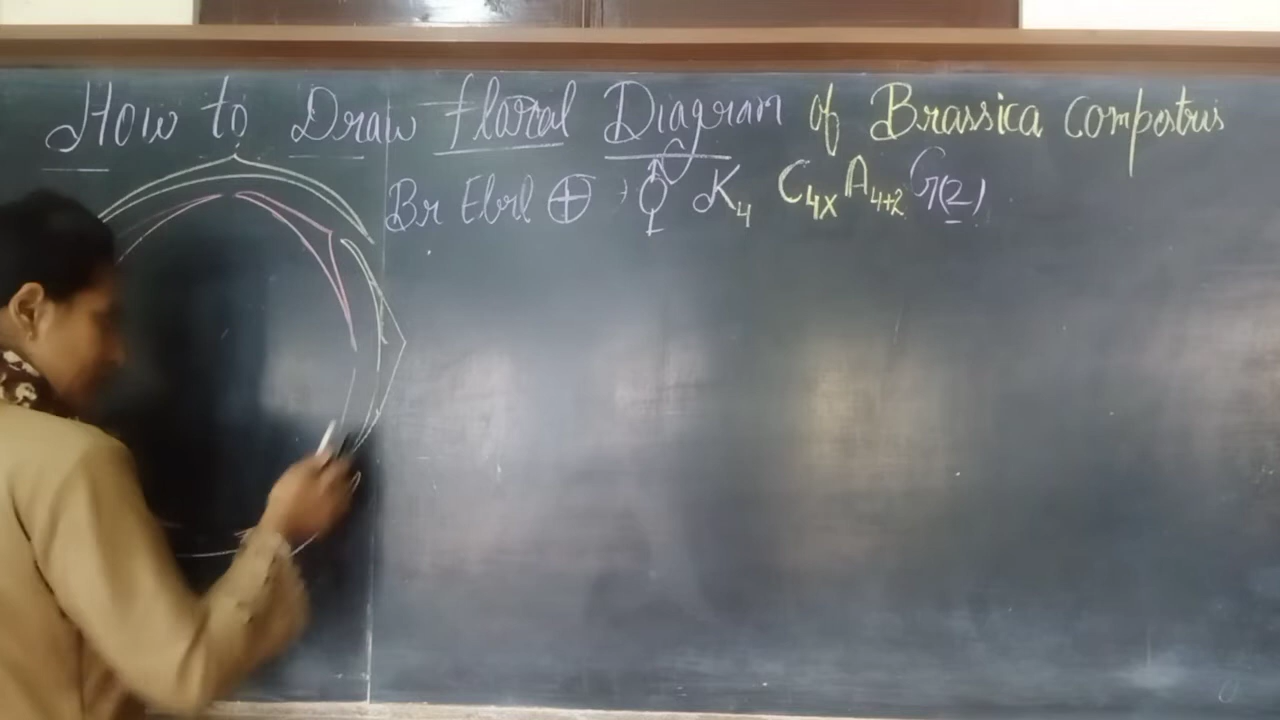 How to Draw Floral Diagram of Brassica Compestris
Br Ebrl ⊕ ⚥ K4 C4x A4+2 G(2)